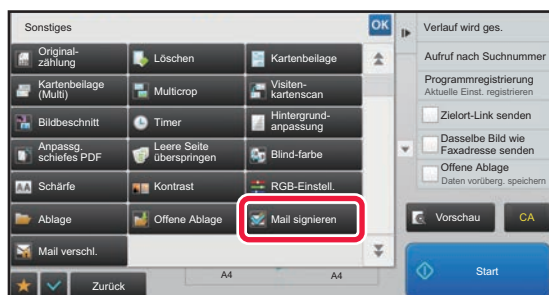 Sonstiges
OK
Original-
zählung
Löschen
Kartenbeilage
Kartenbeilage
(Multi)
Multicrop
Visiten-
kartenscan
Bildbeschnitt
Timer
Hintergrund-
anpassung
Anpassg.
schiefes PDF
Leere Seite
überspringen
Blind-farbe
Schärfe
Kontrast
RGB-Einstell.
Ablage
Offene Ablage
Mail signieren
Mail verschl.
Zurück
A4
A4
Verlauf wird ges.
Aufruf nach Suchnummer
Programmregistrierung
Aktuelle Einst. registrieren
Zielort-Link senden
Dasselbe Bild wie
Faxadresse senden
Offene Ablage
Daten vorüberg. speichern
Vorschau
CA
Start